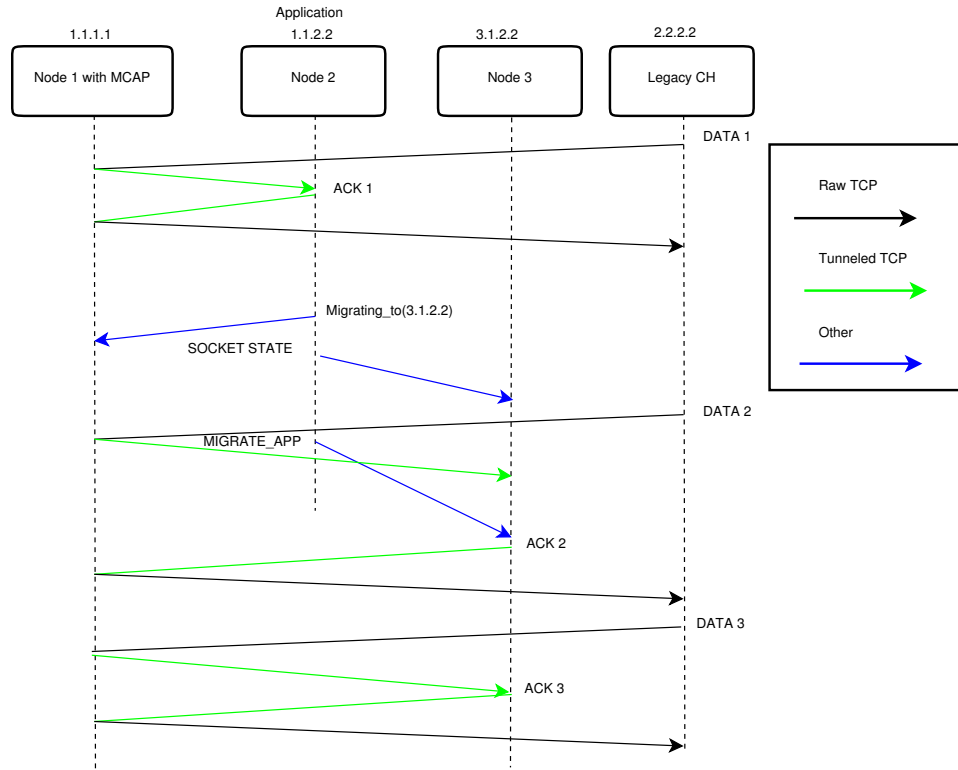 Application
1.1.1.1
1.1.2.2
3.1.2.2
2.2.2.2
Node 1 with MCAP
Node 2
Node 3
Legacy CH
DATA 1
Raw TCP
ACK 1
Tunneled TCP
Migrating_to(3.1.2.2)
Other
SOCKET STATE
DATA 2
MIGRATE_APP
ACK 2
DATA 3
ACK 3